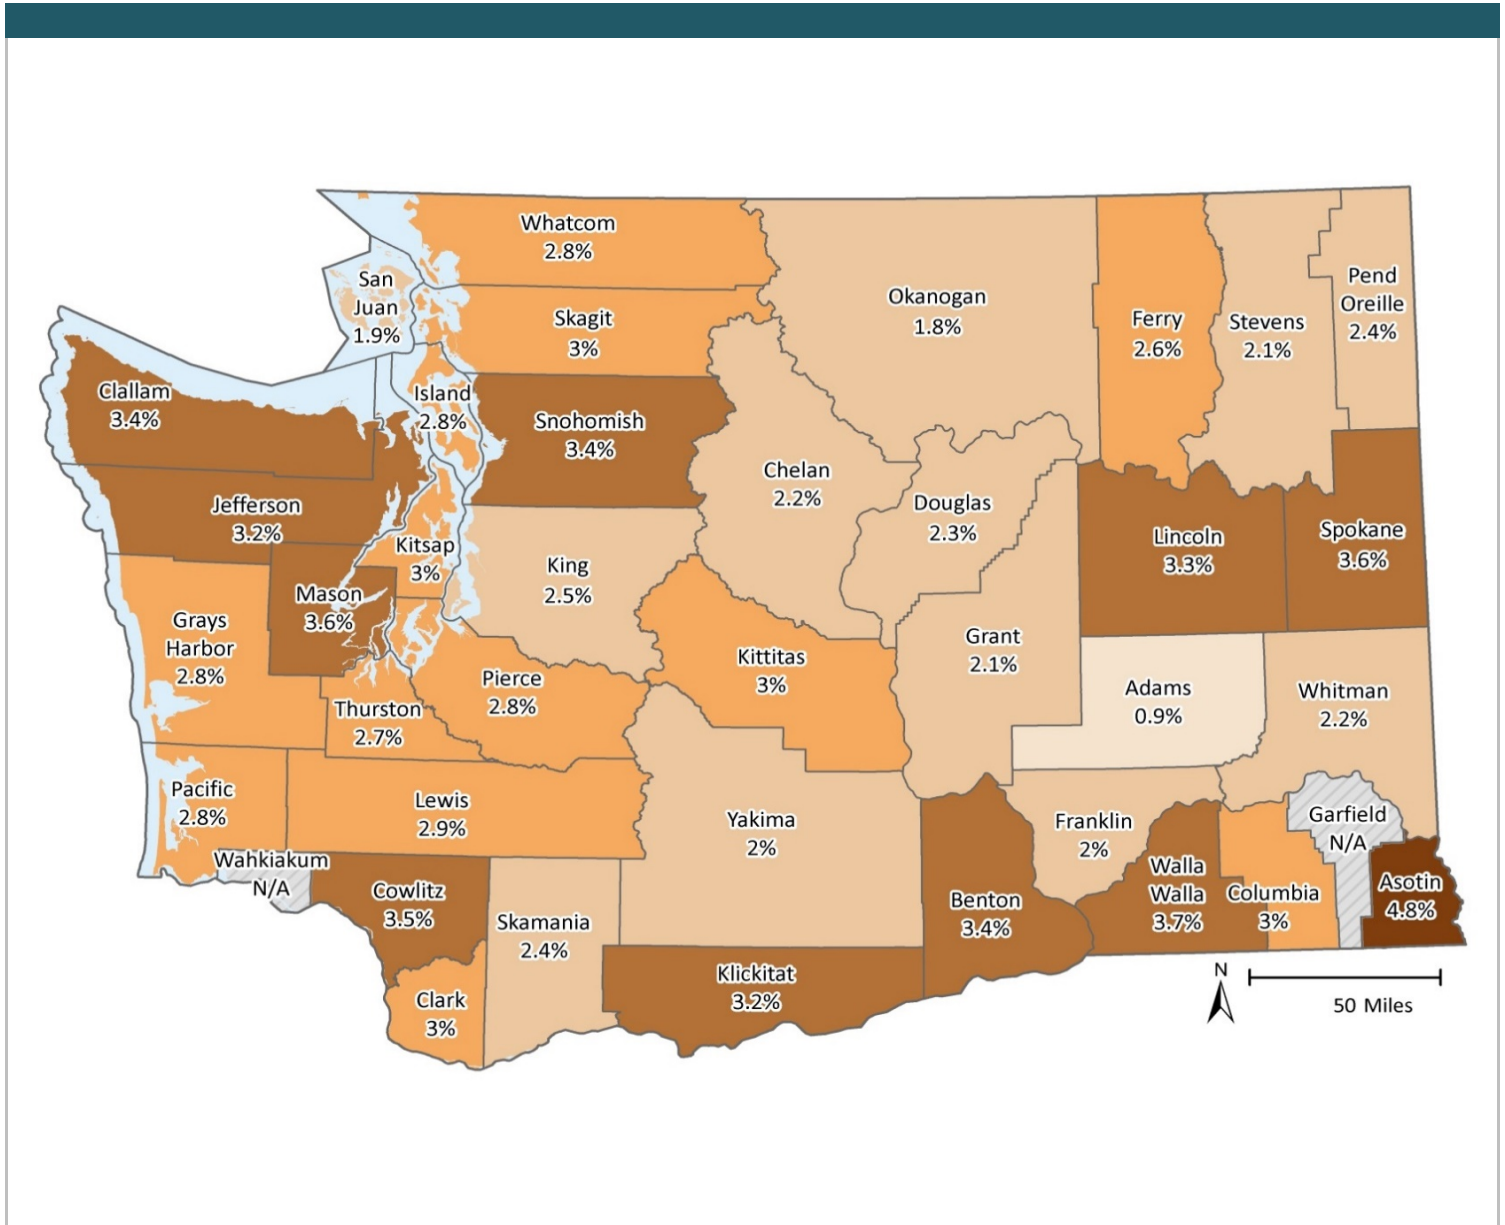 Whatcom
2.8%
San
Juan
1.9%
Skagit
3%
Okanogan
1.8%
Ferry
2.6%
Stevens
2.1%
Pend
Oreille
2.4%
Clallam
3.4%
Island
2.8%
Snohomish
3.4%
Chelan
2.2%
Douglas
2.3%
Jefferson
3.2%
Kitsap
3%
King
2.5%
Lincoln
3.3%
Spokane
3.6%
Mason
3.6%
Grays
Harbor
2.8%
Kittitas
3%
Grant
2.1%
Adams
0.9%
Whitman
2.2%
Pierce
2.8%
Thurston
2.7%
Pacific
2.8%
Lewis
2.9%
Yakima
2%
Franklin
2%
Garfield
N/A
Wahkiakum
N/A
Cowlitz
3.5%
Skamania
2.4%
Benton
3.4%
Walla
Walla
3.7%
Columbia
3%
Asotin
4.8%
Clark
3%
Klickitat
3.2%
N
50 Miles